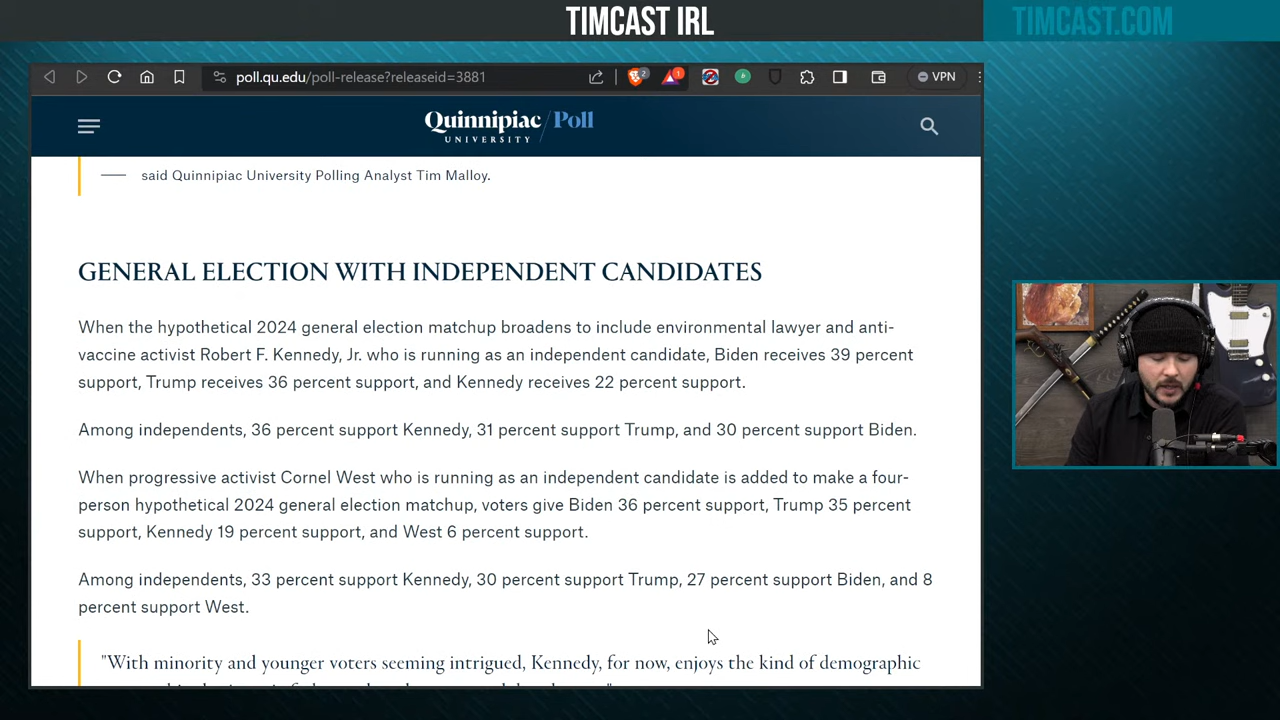 TIMCAST IRL
TIMCAST.COM
poll.qu.edu/poll-release?releaseid=3881
2
1
b
VPN
Quinnipiac / Poll
UNIVERSITY
said Quinnipiac University Polling Analyst Tim Malloy.
GENERAL ELECTION WITH INDEPENDENT CANDIDATES
When the hypothetical 2024 general election matchup broadens to include environmental lawyer and anti-
vaccine activist Robert F. Kennedy, Jr. who is running as an independent candidate, Biden receives 39 percent
support, Trump receives 36 percent support, and Kennedy receives 22 percent support.
Among independents, 36 percent support Kennedy, 31 percent support Trump, and 30 percent support Biden.
When progressive activist Cornel West who is running as an independent candidate is added to make a four-
person hypothetical 2024 general election matchup, voters give Biden 36 percent support, Trump 35 percent
support, Kennedy 19 percent support, and West 6 percent support.
Among independents, 33 percent support Kennedy, 30 percent support Trump, 27 percent support Biden, and 8
percent support West.
"With minority and younger voters seeming intrigued, Kennedy, for now, enjoys the kind of demographic